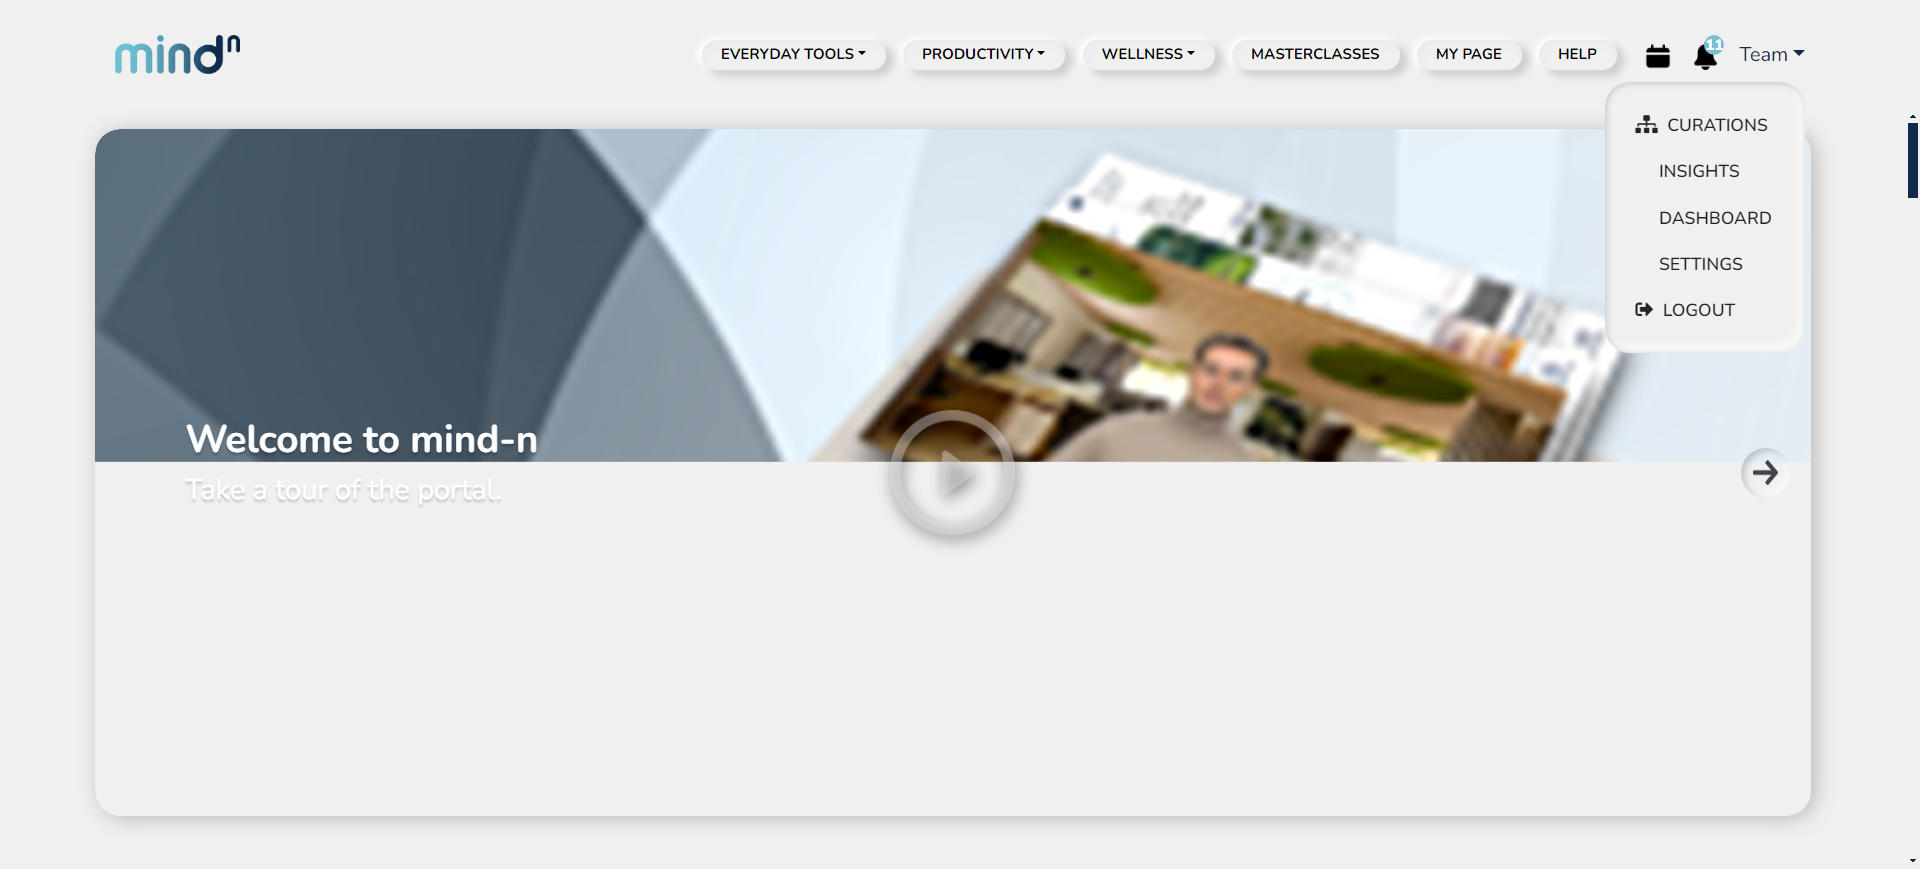 mind n
EVERYDAY TOOLS
PRODUCTIVITY
WELLNESS
MASTERCLASSES
MY PAGE
HELP
11
Team
CURATIONS
INSIGHTS
DASHBOARD
SETTINGS
LOGOUT
Welcome to mind-n
Take a tour of the portal.